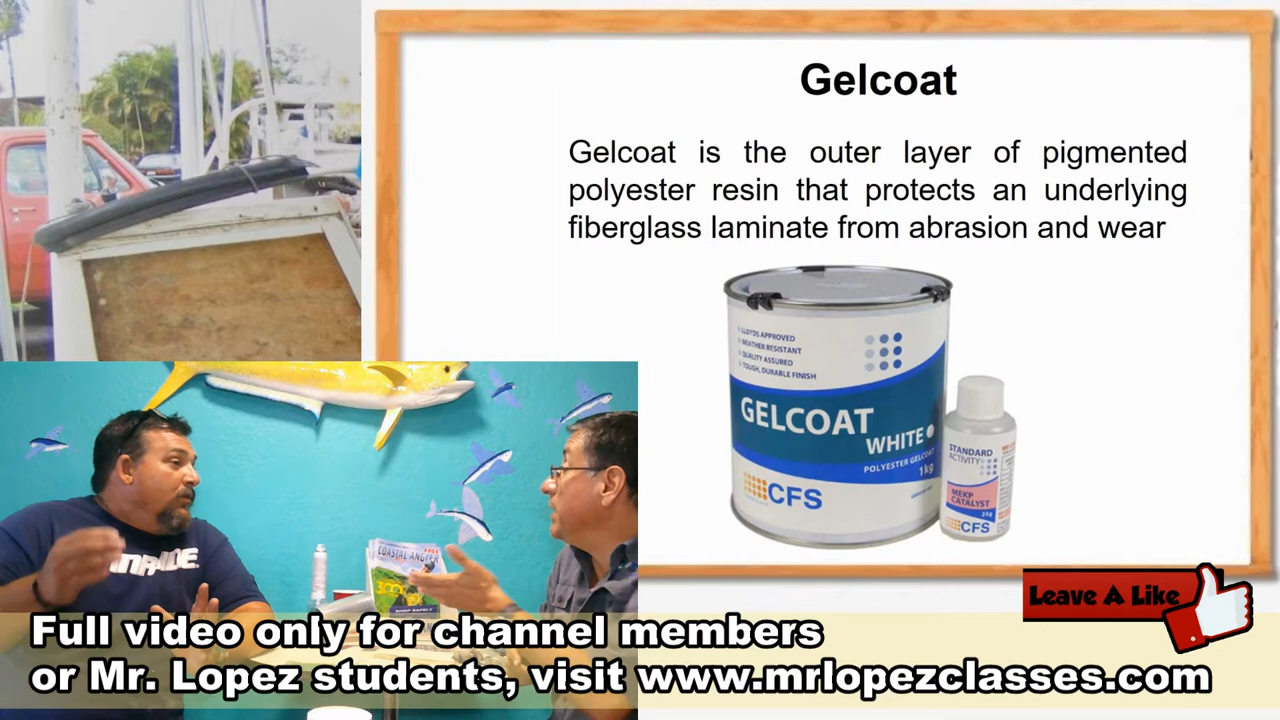 Gelcoat
Gelcoat is the outer layer of pigmented
polyester resin that protects an underlying
fiberglass laminate from abrasion and wear
LLOYDS APPROVED
WEATHER RESISTANT
QUALITY ASSURED
TOUGH, DURABLE FINISH
GELCOAT
WHITE
POLYESTER GELCOAT
1kg
CFS
STANDARD
ACTIVITY
MEKP
CATALYST
CFS
COASTAL ANGLER
FREE
Leave A Like
Full video only for channel members
or Mr. Lopez students, visit www.mrlopezclasses.com